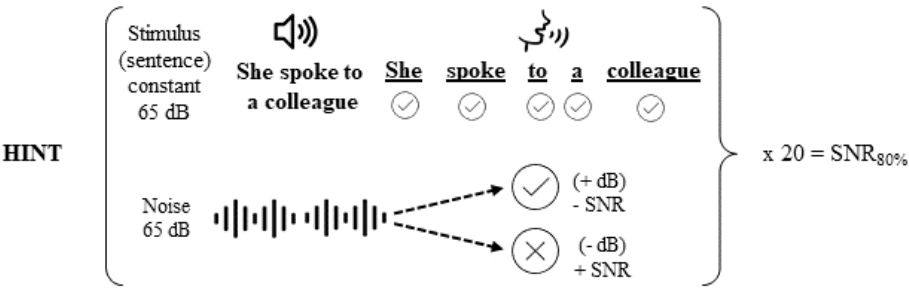 HINT
Stimulus
(sentence)
constant
65 dB
She spoke to
a colleague
She spoke to a colleague
Noise
65 dB
(+ dB)
- SNR
(- dB)
+ SNR
x 20 = SNR80%